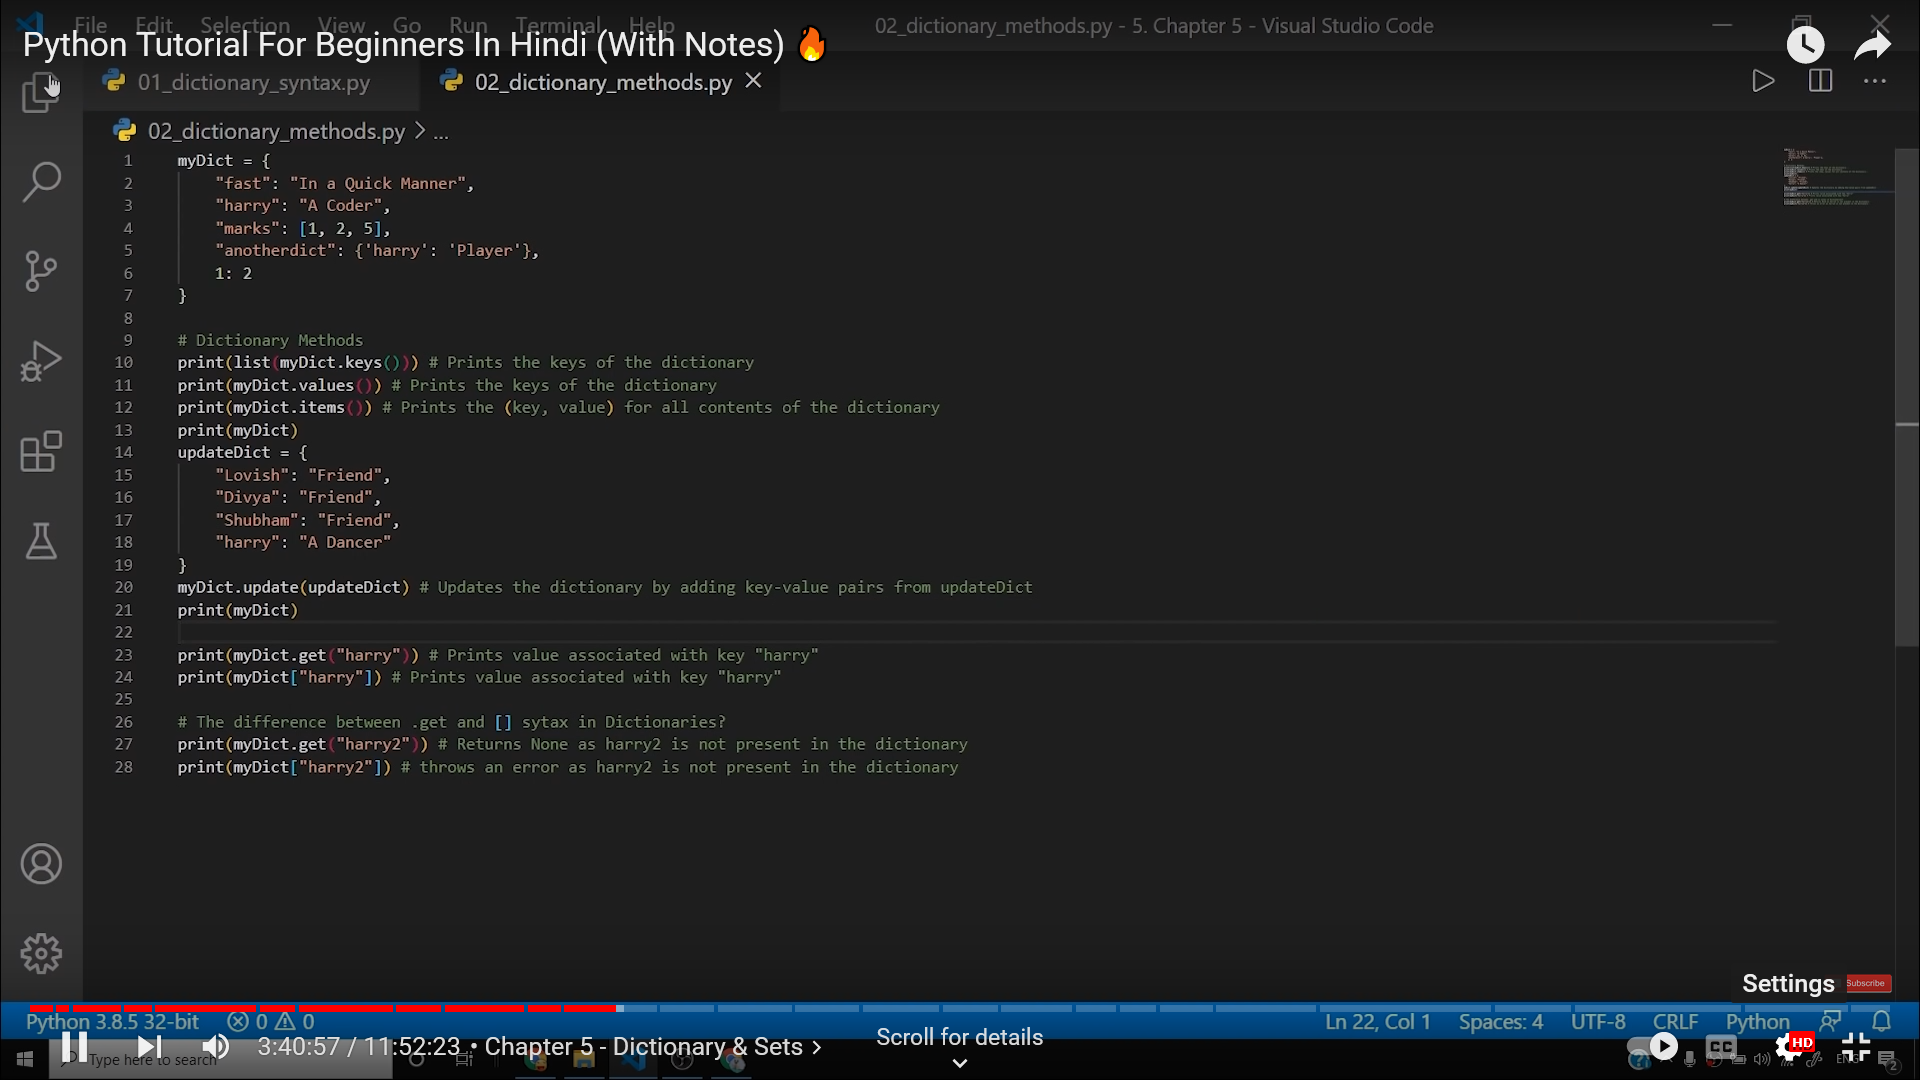 File Edit Selection View Go Run Terminal Help
02_dictionary_methods.py - 5. Chapter 5 - Visual Studio Code
Python Tutorial For Beginners In Hindi (With Notes) 🔥
01_dictionary_syntax.py
02_dictionary_methods.py
02_dictionary_methods.py > ...
1 myDict = {
2     "fast": "In a Quick Manner",
3     "harry": "A Coder",
4     "marks": [1, 2, 5],
5     "anotherdict": {'harry': 'Player'},
6     1: 2
7 }
8
9 # Dictionary Methods
10 print(list(myDict.keys())) # Prints the keys of the dictionary
11 print(myDict.values()) # Prints the keys of the dictionary
12 print(myDict.items()) # Prints the (key, value) for all contents of the dictionary
13 print(myDict)
14 updateDict = {
15     "Lovish": "Friend",
16     "Divya": "Friend",
17     "Shubham": "Friend",
18     "harry": "A Dancer"
19 }
20 myDict.update(updateDict) # Updates the dictionary by adding key-value pairs from updateDict
21 print(myDict)
22
23 print(myDict.get("harry")) # Prints value associated with key "harry"
24 print(myDict["harry"]) # Prints value associated with key "harry"
25
26 # The difference between .get and [] sytax in Dictionaries?
27 print(myDict.get("harry2")) # Returns None as harry2 is not present in the dictionary
28 print(myDict["harry2"]) # throws an error as harry2 is not present in the dictionary
Settings
Subscribe
Python 3.8.5 32-bit 0 0
Ln 22, Col 1 Spaces: 4 UTF-8 CRLF Python
Scroll for details
3:40:57 / 11:52:23 • Chapter 5 - Dictionary & Sets >
CC HD
Type here to search
2